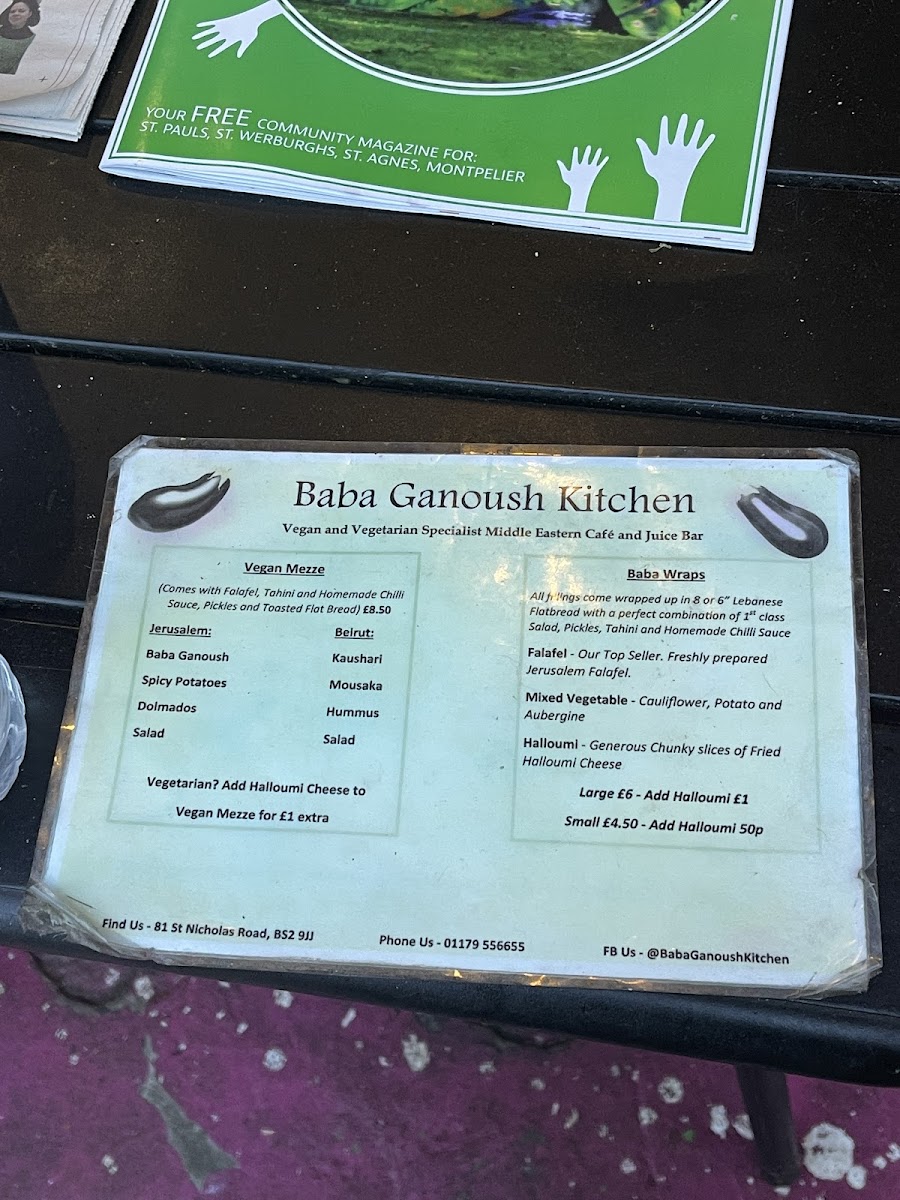 YOUR FREE COMMUNITY MAGAZINE FOR:
ST. PAULS, ST. WERBURGHS, ST. AGNES, MONTPELIER
Baba Ganoush Kitchen
Vegan and Vegetarian Specialist Middle Eastern Café and Juice Bar
Vegan Mezze
(Comes with Falafel, Tahini and Homemade Chilli
Sauce, Pickles and Toasted Flat Bread) £8.50
Jerusalem:
Baba Ganoush
Spicy Potatoes
Dolmados
Salad
Beirut:
Kaushari
Mousaka
Hummus
Salad
Vegetarian? Add Halloumi Cheese to
Vegan Mezze for £1 extra
Baba Wraps
All fillings come wrapped up in 8 or 6" Lebanese
Flatbread with a perfect combination of 1st class
Salad, Pickles, Tahini and Homemade Chilli Sauce
Falafel - Our Top Seller. Freshly prepared
Jerusalem Falafel.
Mixed Vegetable - Cauliflower, Potato and
Aubergine
Halloumi - Generous Chunky slices of Fried
Halloumi Cheese
Large £6 - Add Halloumi £1
Small £4.50 - Add Halloumi 50p
Find Us - 81 St Nicholas Road, BS2 9JJ
Phone Us - 01179 556655
FB Us - @BabaGanoushKitchen